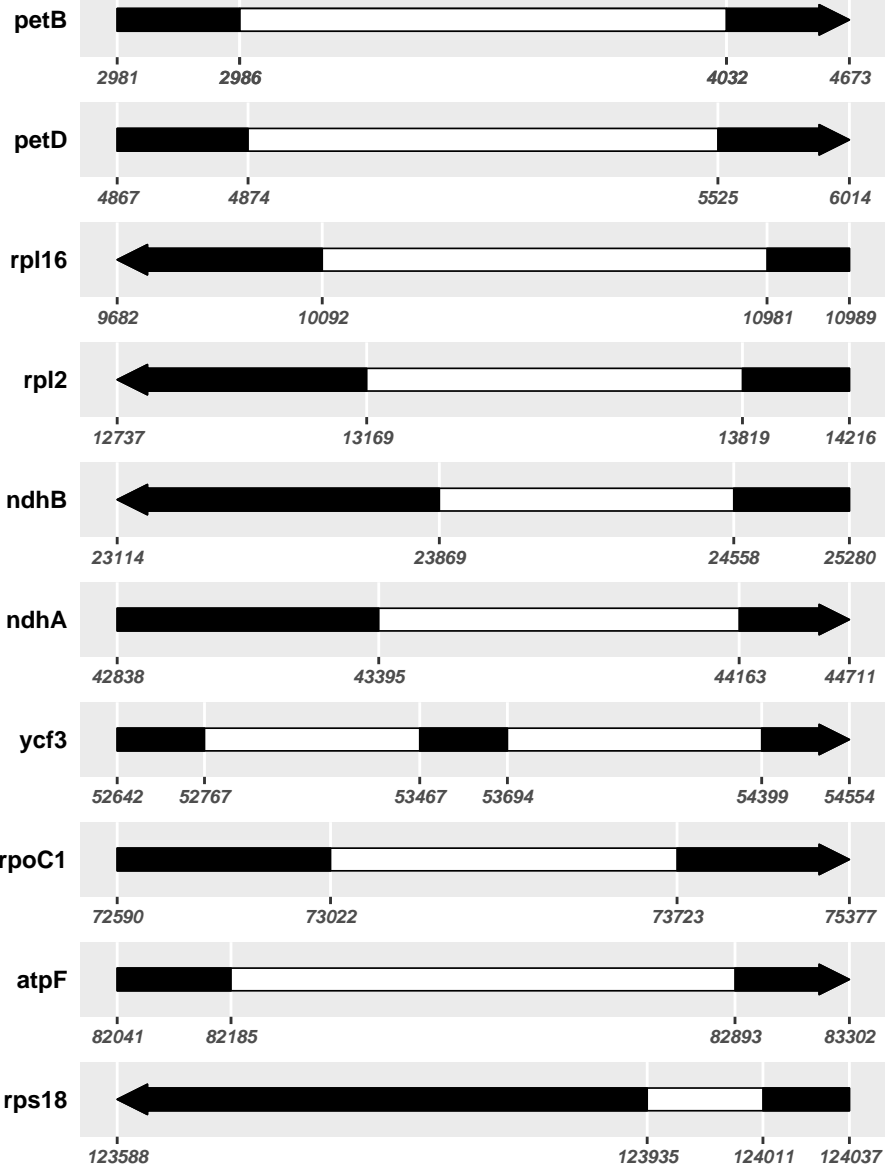 petB
2981 2986 4032 4673
petD
4867 4874 5525 6014
rpl16
9682 10092 10981 10989
rpl2
12737 13169 13819 14216
ndhB
23114 23869 24558 25280
ndhA
42838 43395 44163 44711
ycf3
52642 52767 53467 53694 54399 54554
rpoC1
72590 73022 73723 75377
atpF
82041 82185 82893 83302
rps18
123588 123935 124011 124037